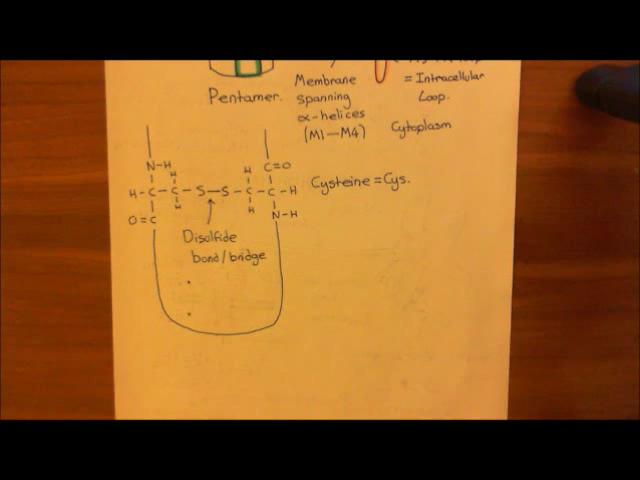 Pentamer.
Membrane
spanning
α-helices
(M1—M4)
= Intracellular
Loop.
Cytoplasm
N-H
H H
H-C-C-S-S-C-C-H
H H
O=C
C=O
N-H
Cysteine = Cys.
Disulfide
bond/bridge